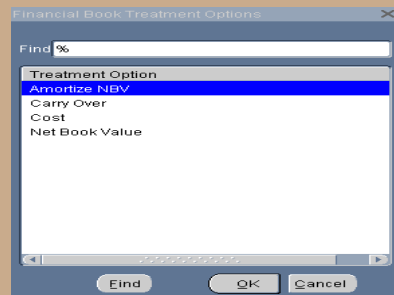 Financial Book Treatment Options
Find %
Treatment Option
Amortize NBV
Carry Over
Cost
Net Book Value
Find OK Cancel